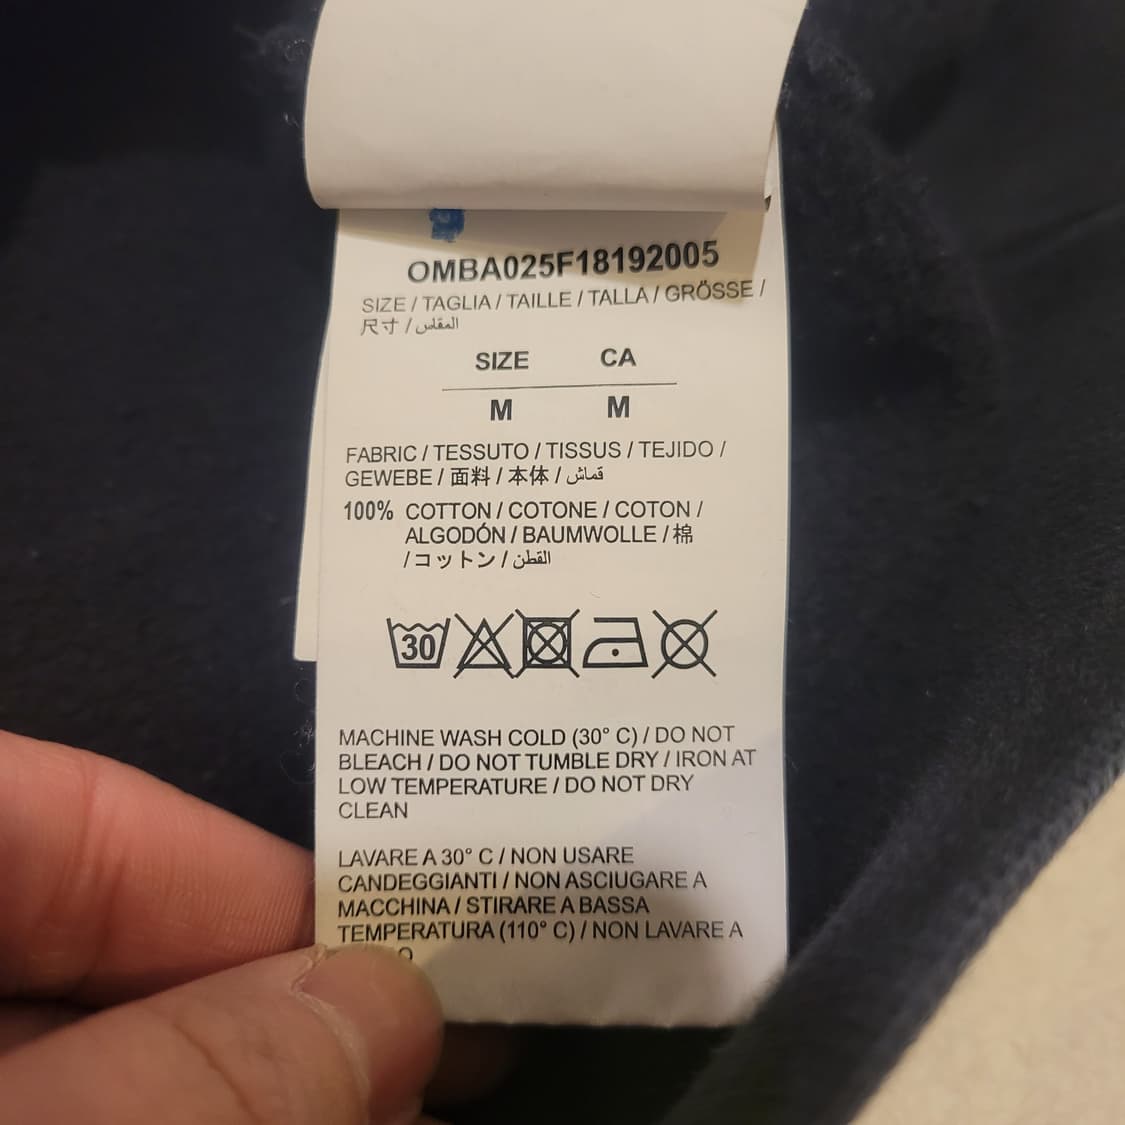 OMBA025F18192005
SIZE / TAGLIA / TAILLE / TALLA / GRÖSSE /
尺寸 / المقاس
SIZE CA
M M
FABRIC / TESSUTO / TISSUS / TEJIDO /
GEWEBE / 面料 / 本体 / قماش
100% COTTON / COTONE / COTON /
ALGODÓN / BAUMWOLLE / 棉
/ コットン / القطن
30
MACHINE WASH COLD (30° C) / DO NOT
BLEACH / DO NOT TUMBLE DRY / IRON AT
LOW TEMPERATURE / DO NOT DRY
CLEAN
LAVARE A 30° C / NON USARE
CANDEGGIANTI / NON ASCIUGARE A
MACCHINA / STIRARE A BASSA
TEMPERATURA (110° C) / NON LAVARE A